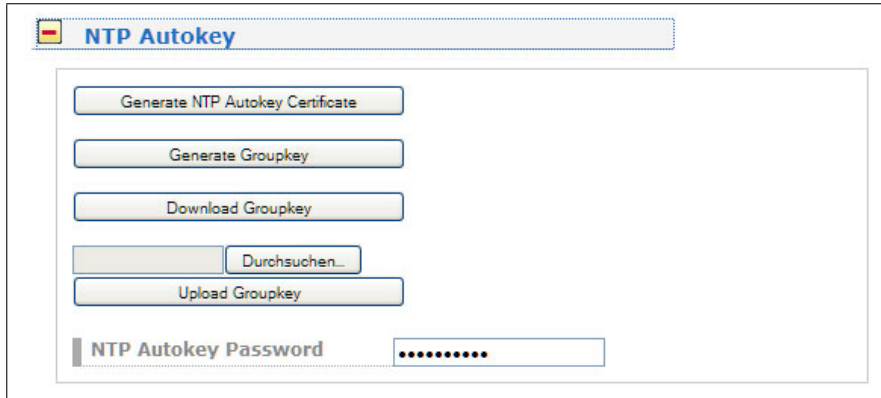 NTP Autokey
Generate NTP Autokey Certificate
Generate Groupkey
Download Groupkey
Durchsuchen...
Upload Groupkey
NTP Autokey Password ••••••••••